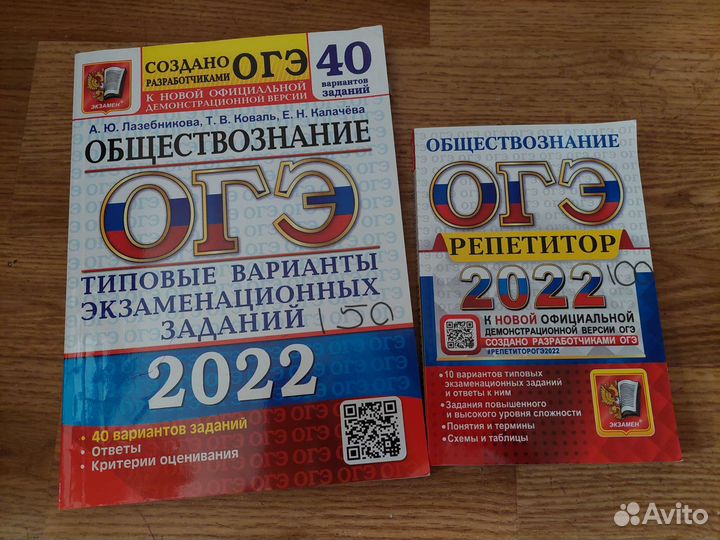 СОЗДАНО
РАЗРАБОТЧИКАМИ ОГЭ
40
вариантов
заданий
К НОВОЙ ОФИЦИАЛЬНОЙ
ДЕМОНСТРАЦИОННОЙ ВЕРСИИ
ЭКЗАМЕН
А. Ю. Лазебникова, Т. В. Коваль, Е. Н. Калачёва
ОБЩЕСТВОЗНАНИЕ
ОГЭ
ТИПОВЫЕ ВАРИАНТЫ
ЭКЗАМЕНАЦИОННЫХ
ЗАДАНИЙ 150
2022
• 40 вариантов заданий
• Ответы
• Критерии оценивания
ОБЩЕСТВОЗНАНИЕ
ОГЭ
РЕПЕТИТОР
2022 100
К НОВОЙ ОФИЦИАЛЬНОЙ
ДЕМОНСТРАЦИОННОЙ ВЕРСИИ ОГЭ
СОЗДАНО РАЗРАБОТЧИКАМИ ОГЭ
#РЕПЕТИТОРОГЭ2022
• 10 вариантов типовых
экзаменационных заданий и
ответы к ним
• Задания повышенного
и высокого уровня сложности
• Понятия и термины
• Схемы и таблицы
ЭКЗАМЕН
Avito